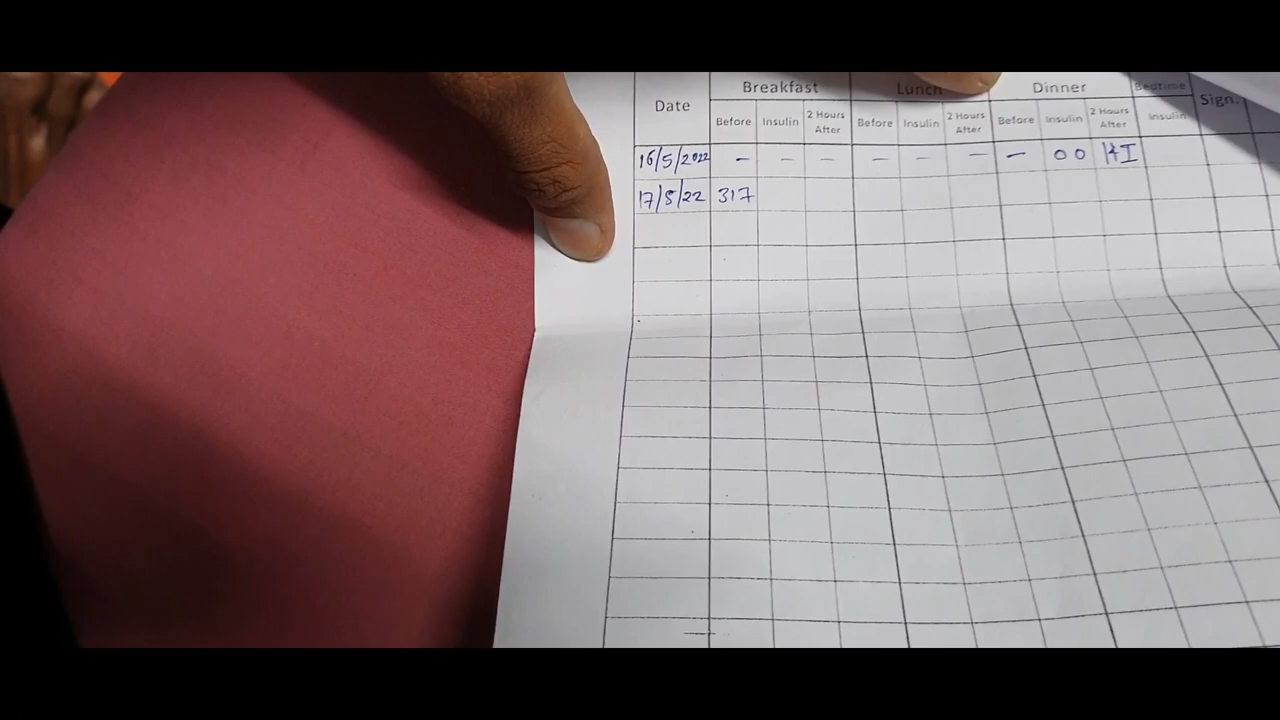 Date Breakfast Lunch Dinner Bedtime Sign.
Before Insulin 2 Hours After Before Insulin 2 Hours After Before Insulin 2 Hours After Insulin
16/5/2022 – – – – – – – 00 HI
17/5/22 317